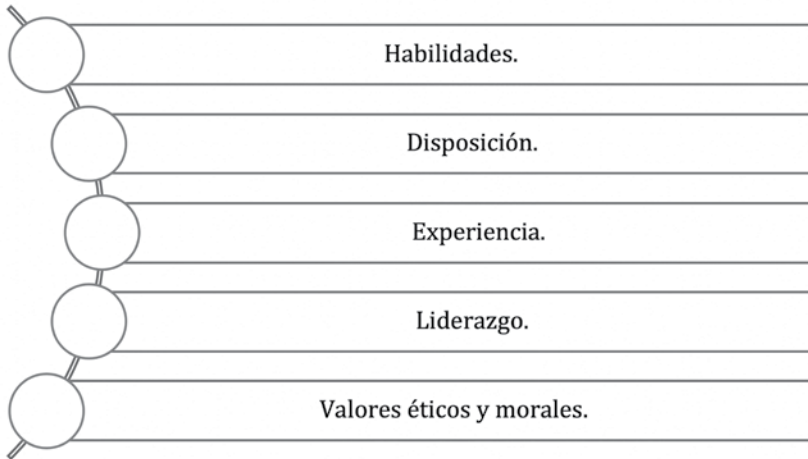 Habilidades.
Disposición.
Experiencia.
Liderazgo.
Valores éticos y morales.